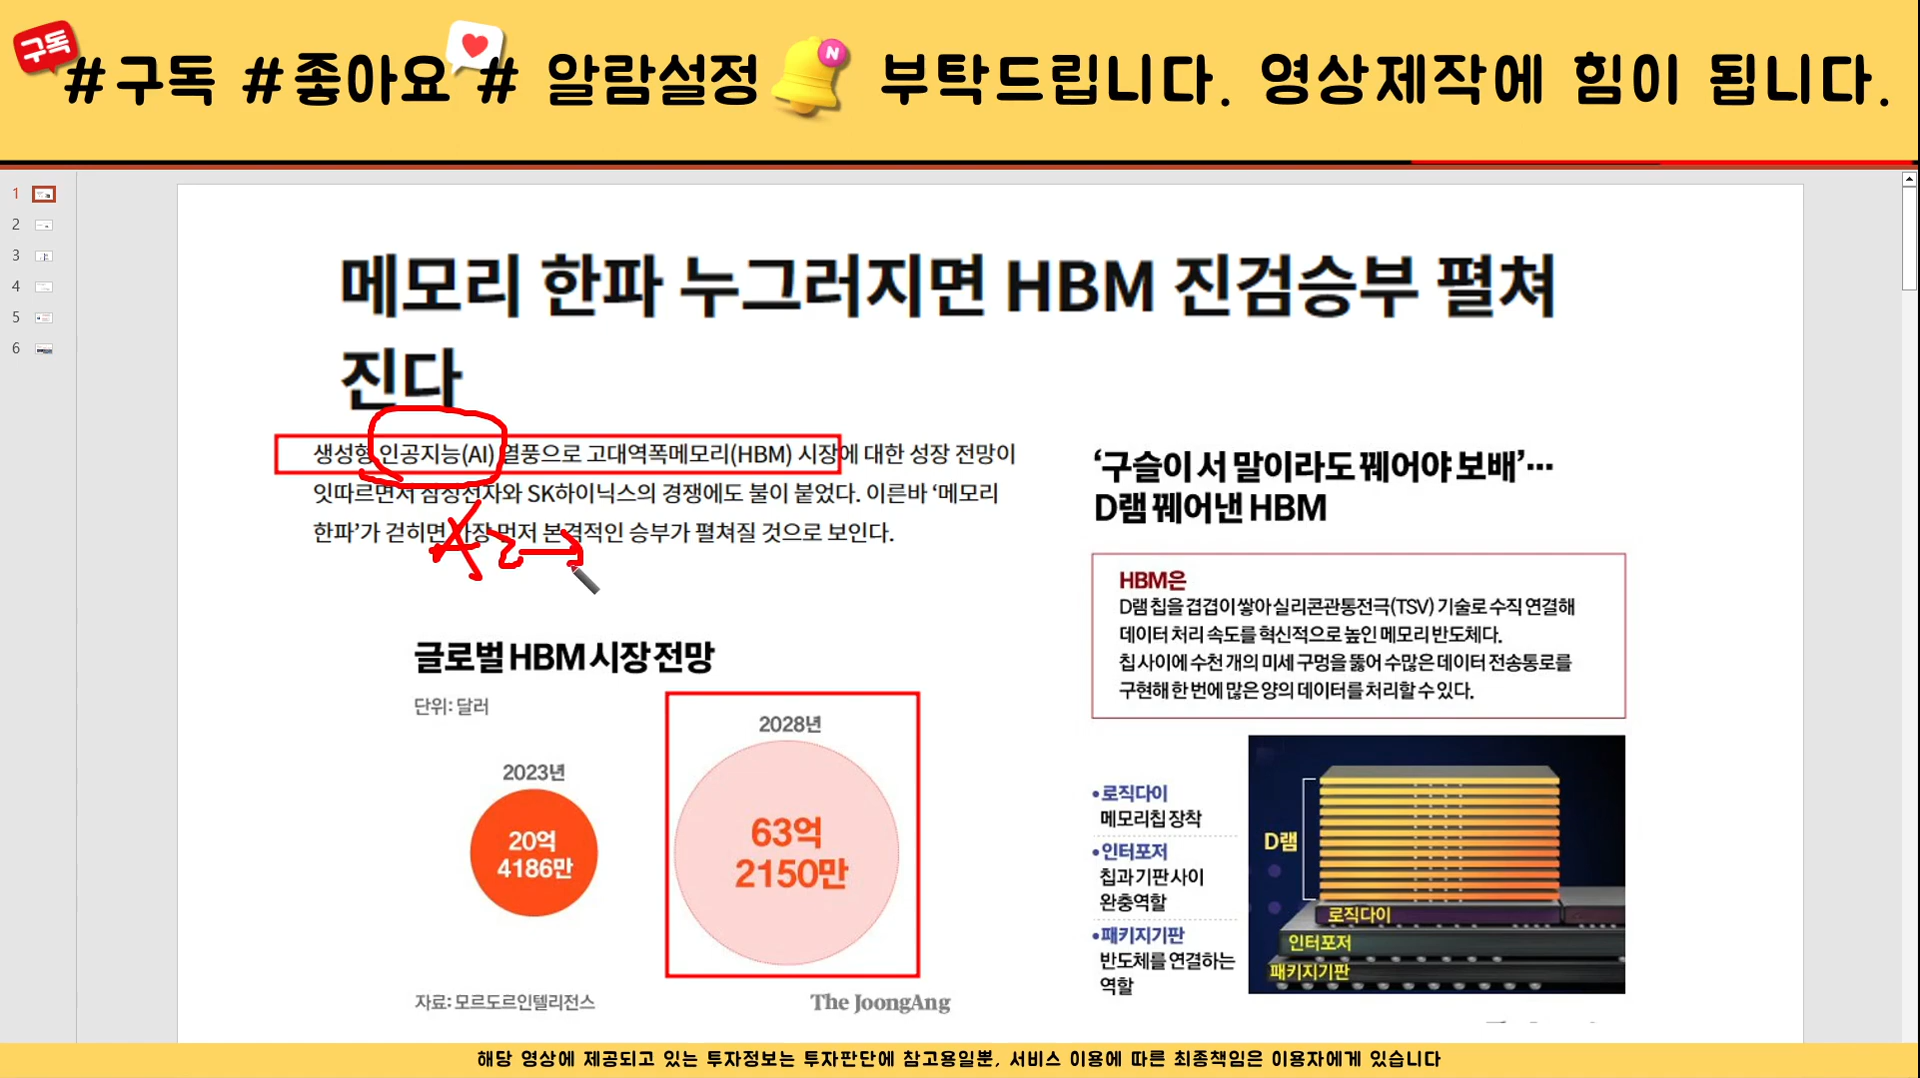 구독
#구독 #좋아요 # 알람설정 N 부탁드립니다. 영상제작에 힘이 됩니다.
1
2
3
4
5
6
메모리 한파 누그러지면 HBM 진검승부 펼쳐
진다
생성형 인공지능(AI) 열풍으로 고대역폭메모리(HBM) 시장에 대한 성장 전망이
잇따르면서 삼성전자와 SK하이닉스의 경쟁에도 불이 붙었다. 이른바 ‘메모리
한파’가 걷히면 가장 먼저 본격적인 승부가 펼쳐질 것으로 보인다.
글로벌 HBM 시장 전망
단위: 달러
2023년
20억
4186만
2028년
63억
2150만
자료: 모르도르인텔리전스
The JoongAng
‘구슬이 서 말이라도 꿰어야 보배’…
D램 꿰어낸 HBM
HBM은
D램 칩을 겹겹이 쌓아 실리콘관통전극(TSV) 기술로 수직 연결해
데이터 처리 속도를 혁신적으로 높인 메모리 반도체다.
칩 사이에 수천 개의 미세 구멍을 뚫어 수많은 데이터 전송통로를
구현해 한 번에 많은 양의 데이터를 처리할 수 있다.
•로직다이
메모리칩 장착
•인터포저
칩과 기판 사이
완충역할
•패키지기판
반도체를 연결하는
역할
D램
로직다이
인터포저
패키지기판
해당 영상에 제공되고 있는 투자정보는 투자판단에 참고용일뿐, 서비스 이용에 따른 최종책임은 이용자에게 있습니다